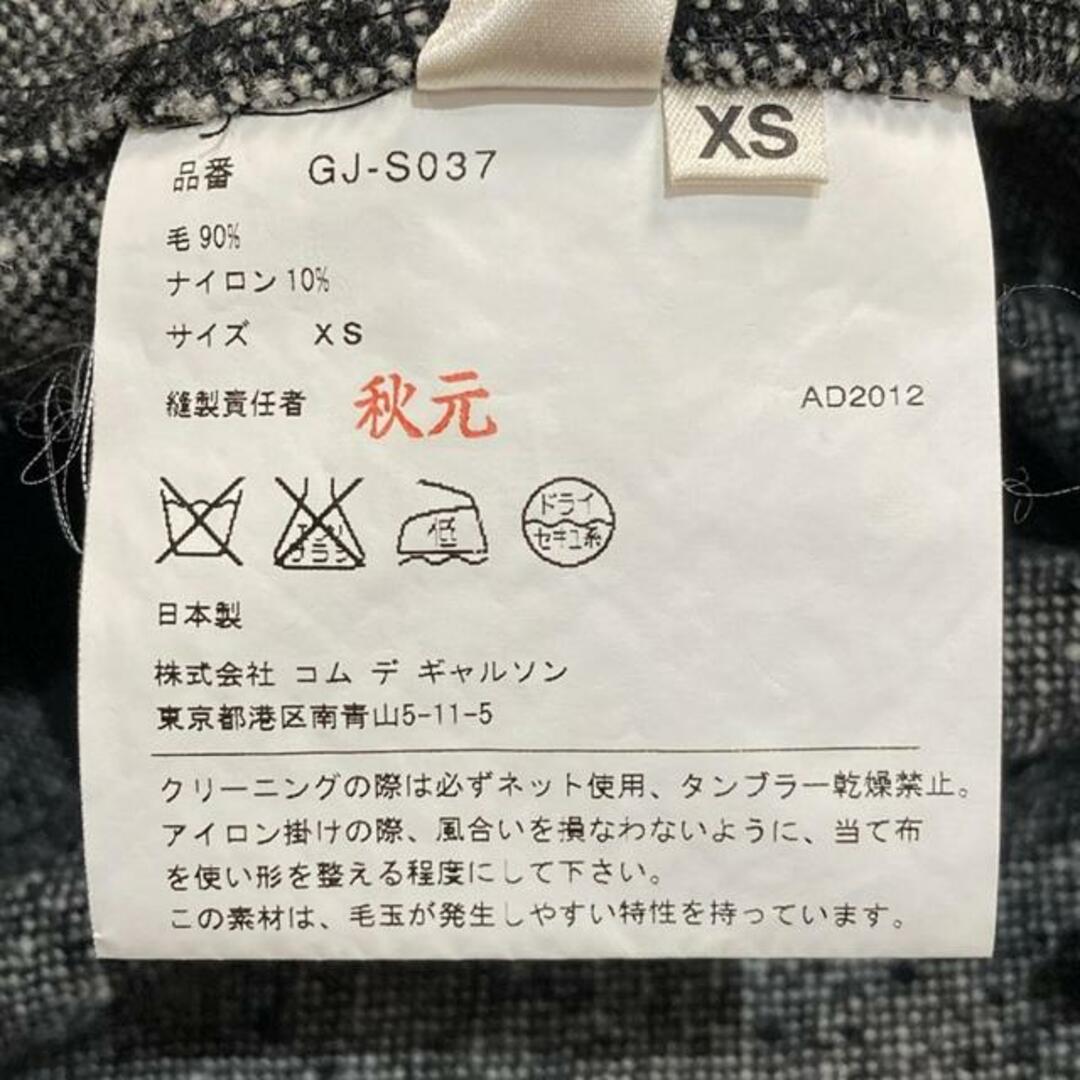 XS
品番 GJ-S037
毛 90%
ナイロン 10%
サイズ XS
縫製責任者 秋元 AD2012
低
ドライ
セキユ系
日本製
株式会社 コム デ ギャルソン
東京都港区南青山5-11-5
クリーニングの際は必ずネット使用、タンブラー乾燥禁止。
アイロン掛けの際、風合いを損なわないように、当て布
を使い形を整える程度にして下さい。
この素材は、毛玉が発生しやすい特性を持っています。